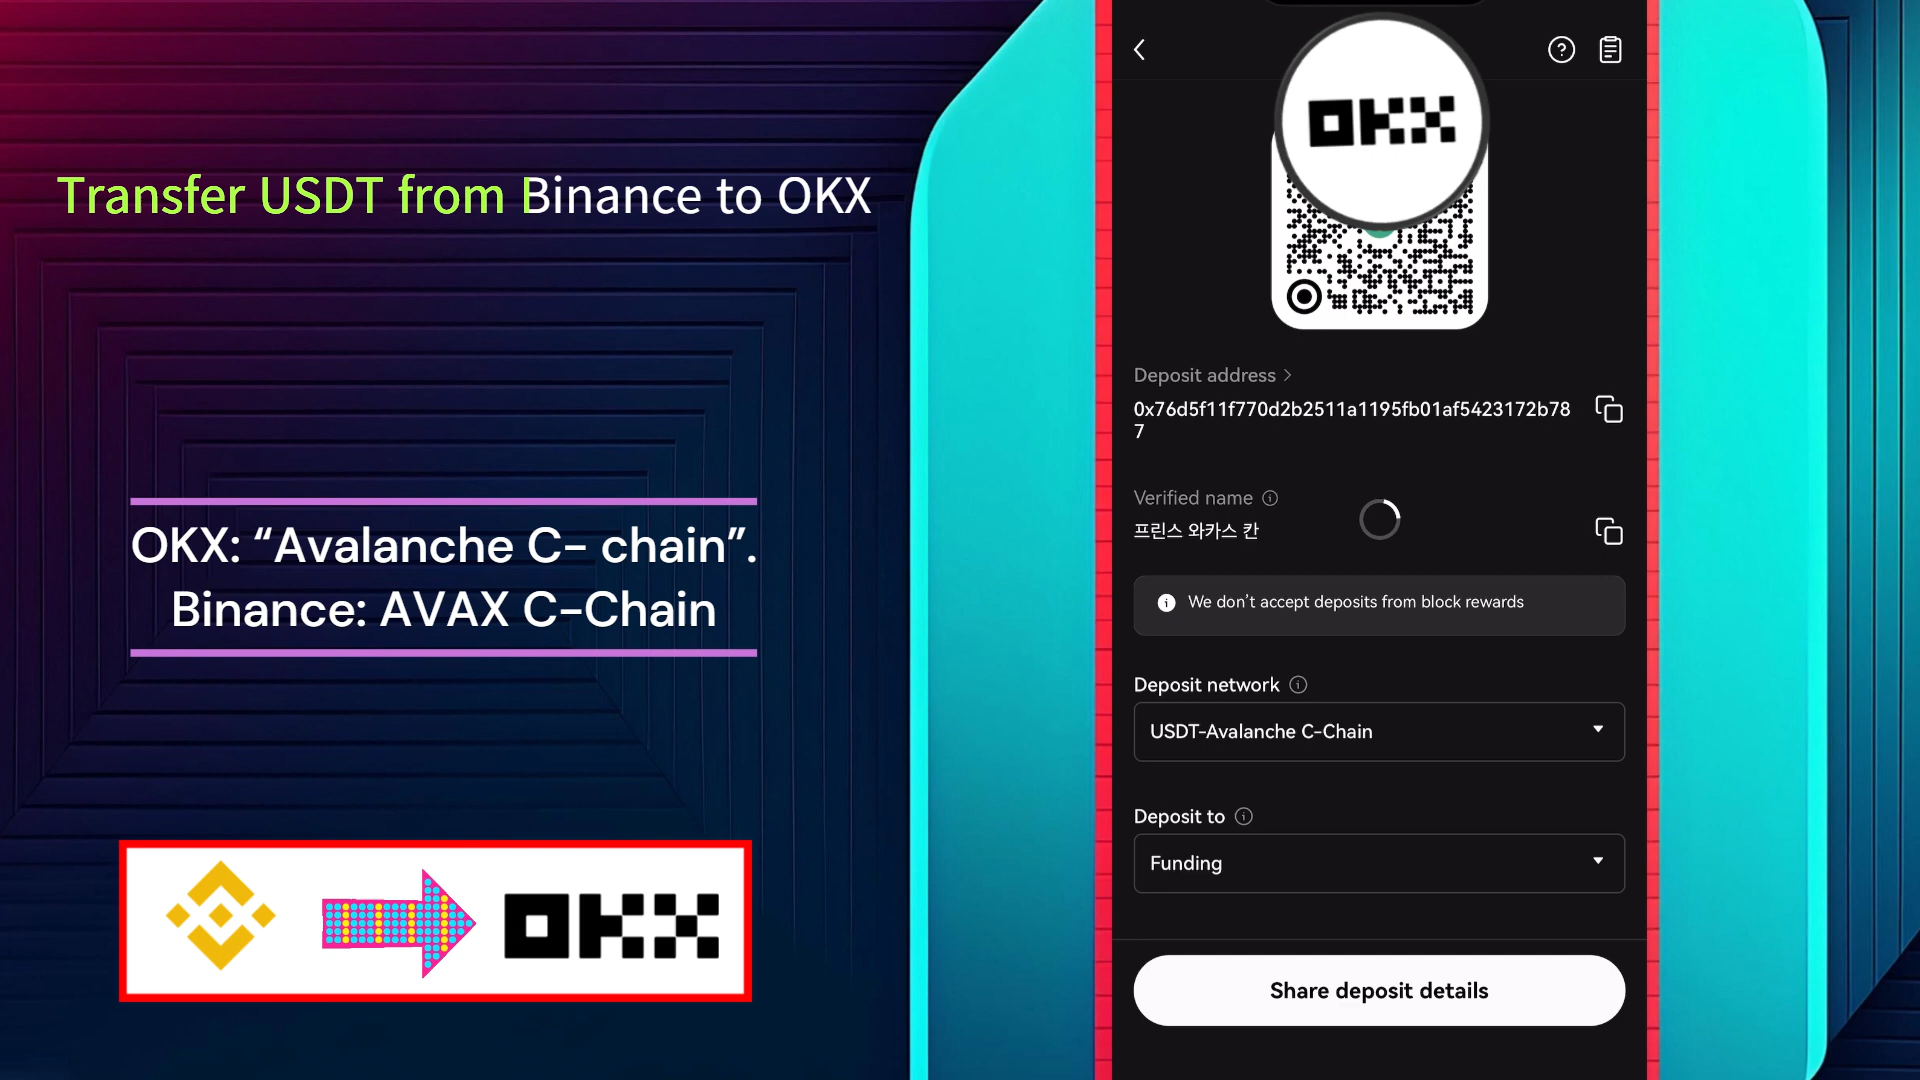 Transfer USDT from Binance to OKX
OKX: “Avalanche C- chain”.
Binance: AVAX C-Chain
OKX
OKX
Deposit address
0x76d5f11f770d2b2511a1195fb01af5423172b78
7
Verified name
프린스 와카스 칸
We don’t accept deposits from block rewards
Deposit network
USDT-Avalanche C-Chain
Deposit to
Funding
Share deposit details